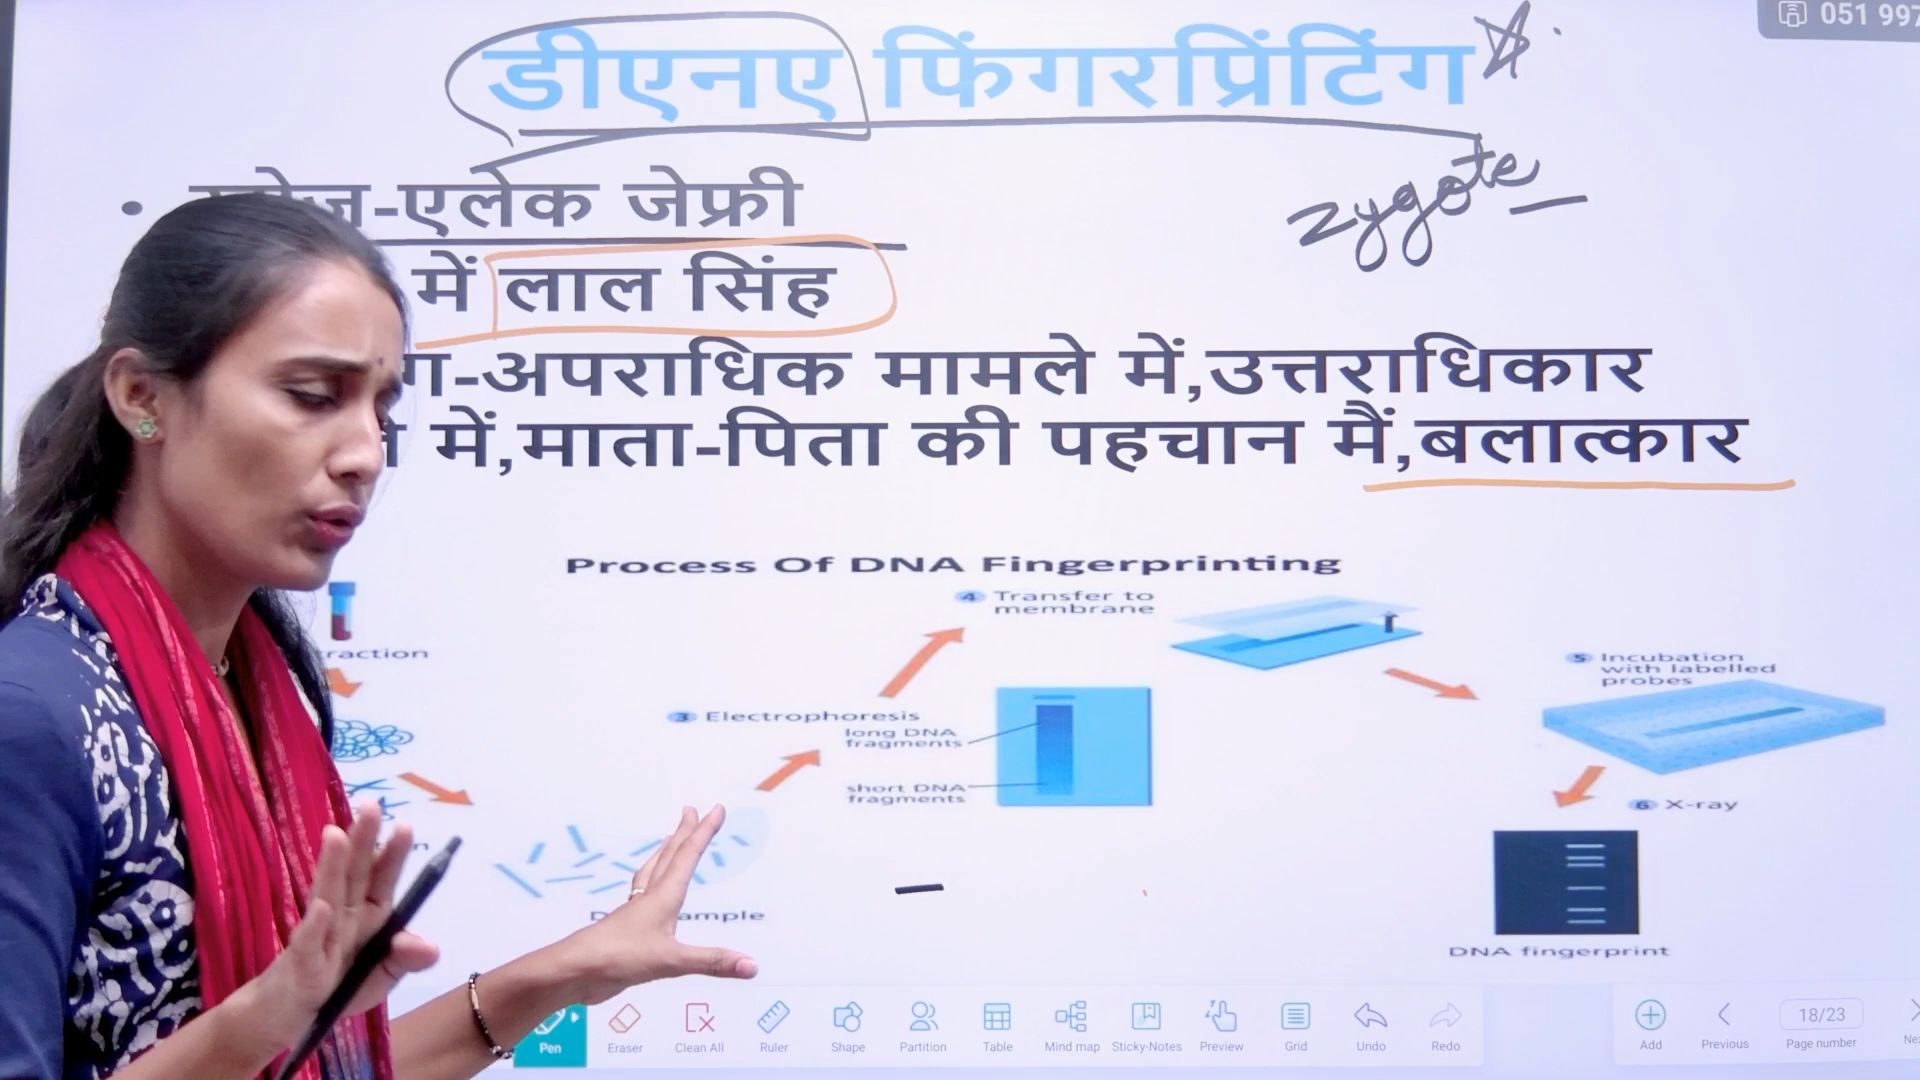 051 997
डीएनए फिंगरप्रिंटिंग
खोज-एलेक जेफ्री
zygote
में लाल सिंह
ग-अपराधिक मामले में,उत्तराधिकार
में,माता-पिता की पहचान मैं,बलात्कार
Process Of DNA Fingerprinting
4 Transfer to
membrane
raction
5 Incubation
with labelled
probes
3 Electrophoresis
long DNA
fragments
short DNA
fragments
6 X-ray
DNA fingerprint
Pen Eraser Clean All Ruler Shape Partition Table Mind map Sticky-Notes Preview Grid Undo Redo Add Previous 18/23 Page number